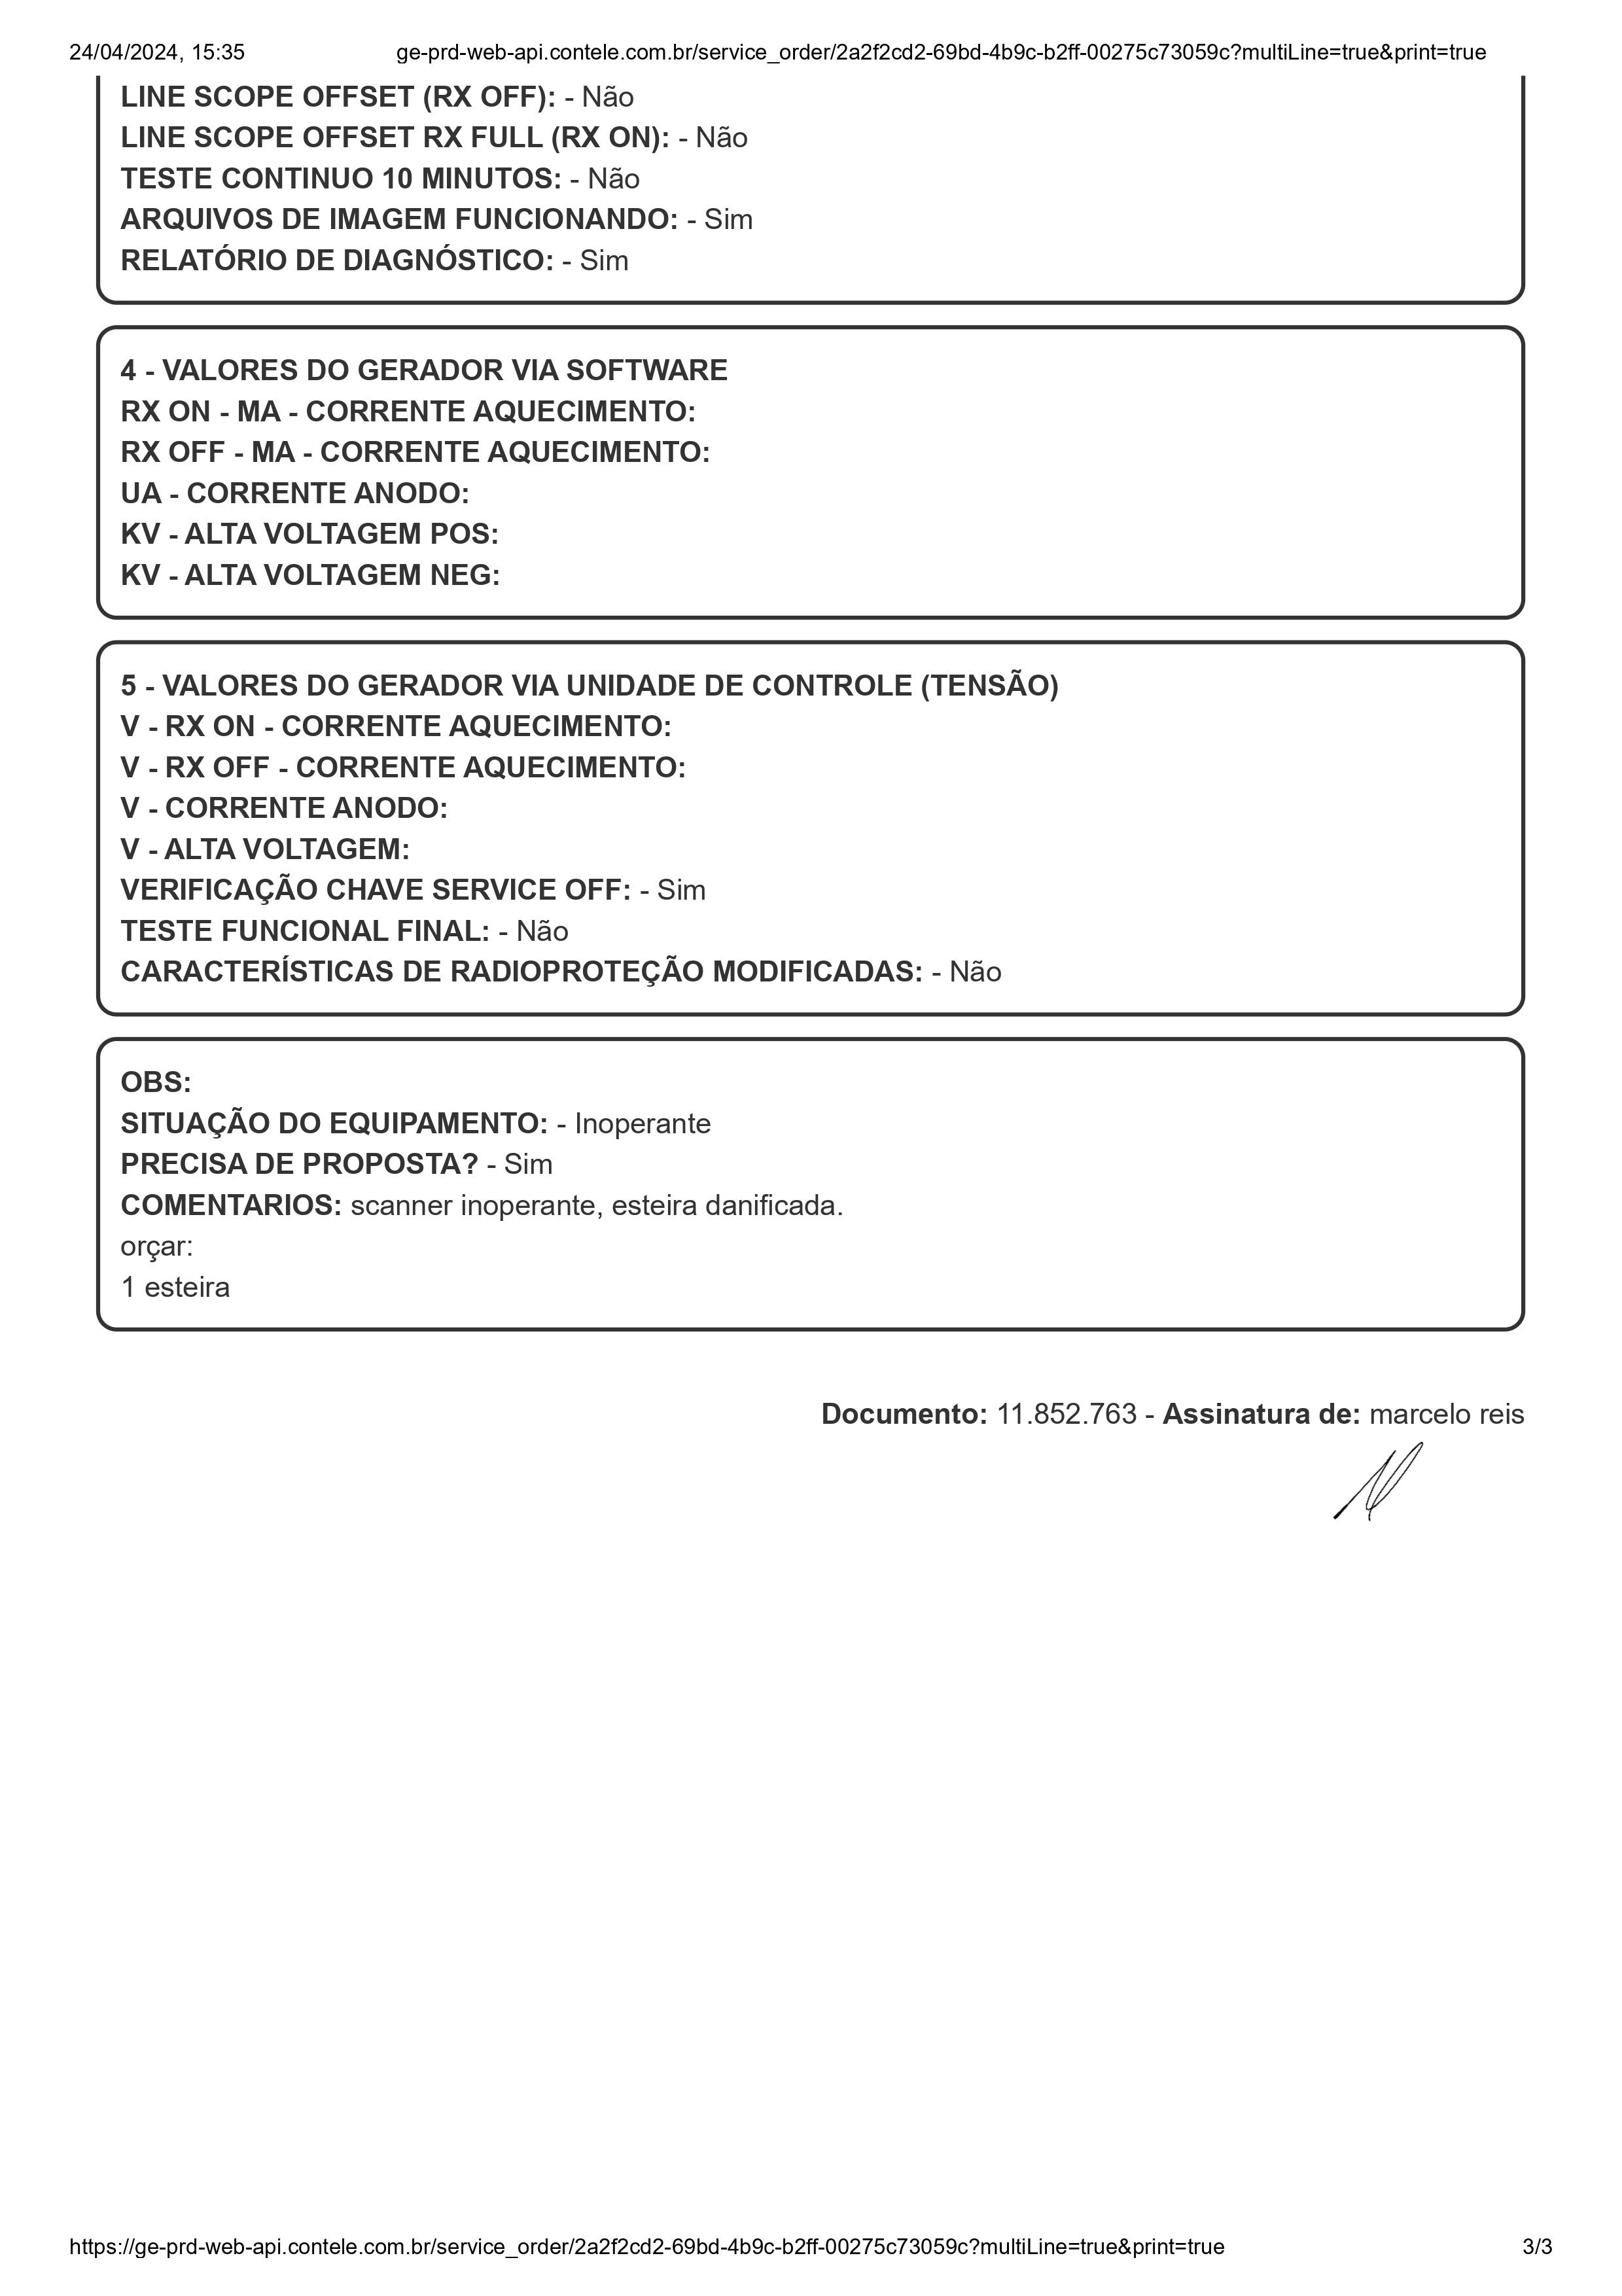 24/04/2024, 15:35 ge-prd-web-api.contele.com.br/service_order/2a2f2cd2-69bd-4b9c-b2ff-00275c73059c?multiLine=true&print=true
LINE SCOPE OFFSET (RX OFF): - Não
LINE SCOPE OFFSET RX FULL (RX ON): - Não
TESTE CONTINUO 10 MINUTOS: - Não
ARQUIVOS DE IMAGEM FUNCIONANDO: - Sim
RELATÓRIO DE DIAGNÓSTICO: - Sim
4 - VALORES DO GERADOR VIA SOFTWARE
RX ON - MA - CORRENTE AQUECIMENTO:
RX OFF - MA - CORRENTE AQUECIMENTO:
UA - CORRENTE ANODO:
KV - ALTA VOLTAGEM POS:
KV - ALTA VOLTAGEM NEG:
5 - VALORES DO GERADOR VIA UNIDADE DE CONTROLE (TENSÃO)
V - RX ON - CORRENTE AQUECIMENTO:
V - RX OFF - CORRENTE AQUECIMENTO:
V - CORRENTE ANODO:
V - ALTA VOLTAGEM:
VERIFICAÇÃO CHAVE SERVICE OFF: - Sim
TESTE FUNCIONAL FINAL: - Não
CARACTERÍSTICAS DE RADIOPROTEÇÃO MODIFICADAS: - Não
OBS:
SITUAÇÃO DO EQUIPAMENTO: - Inoperante
PRECISA DE PROPOSTA? - Sim
COMENTARIOS: scanner inoperante, esteira danificada.
orçar:
1 esteira
Documento: 11.852.763 - Assinatura de: marcelo reis
https://ge-prd-web-api.contele.com.br/service_order/2a2f2cd2-69bd-4b9c-b2ff-00275c73059c?multiLine=true&print=true 3/3